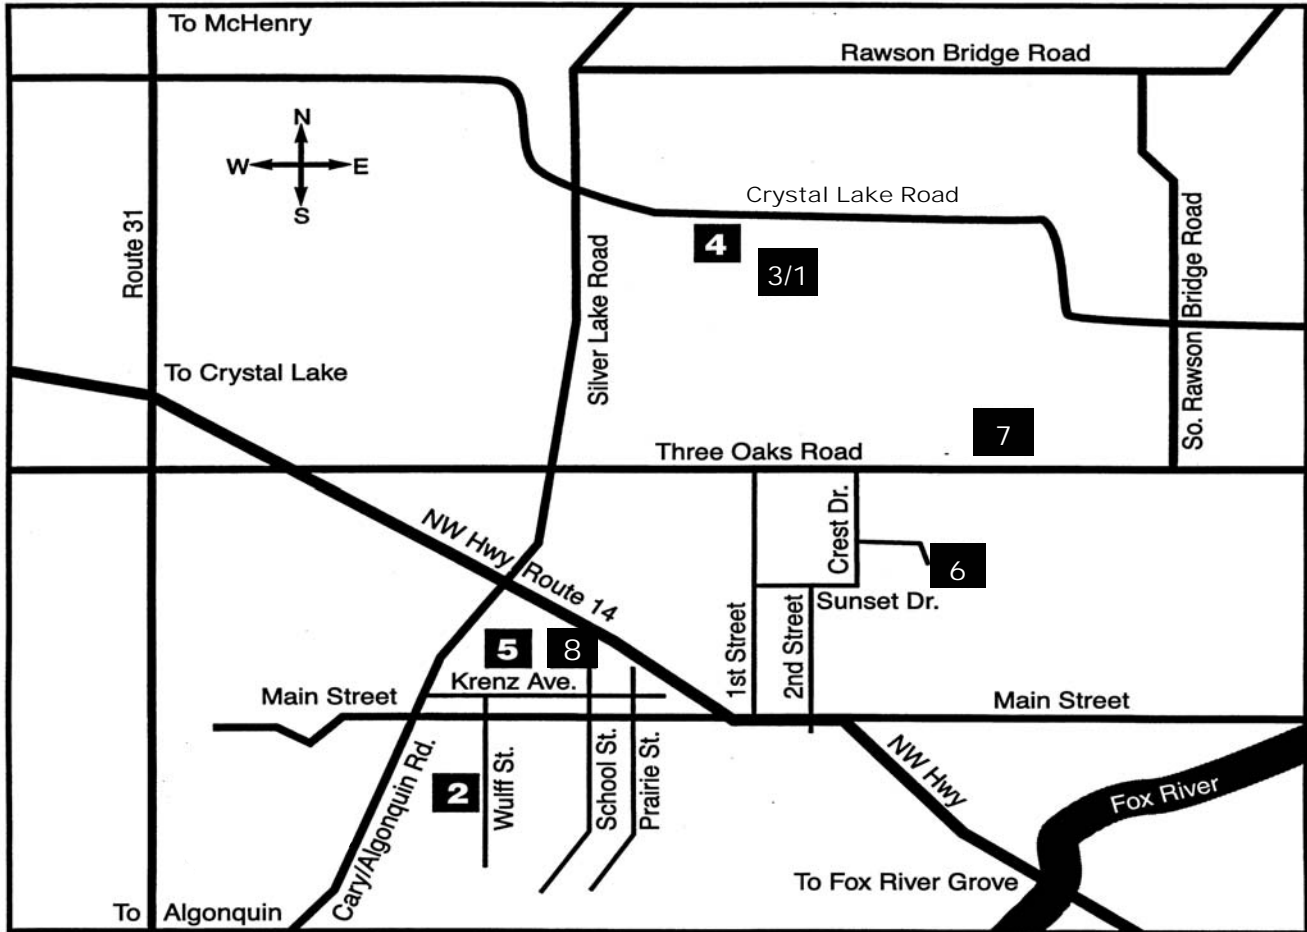 To McHenry
Rawson Bridge Road
N
W E
S
Crystal Lake Road
Route 31
Silver Lake Road
4
3/1
So. Rawson Bridge Road
To Crystal Lake
7
Three Oaks Road
NW Hwy/Route 14
Crest Dr.
6
Sunset Dr.
1st Street
2nd Street
5
8
Krenz Ave.
Main Street
Main Street
Cary/Algonquin Rd.
2
Wulff St.
School St.
Prairie St.
NW Hwy
Fox River
To Fox River Grove
To Algonquin